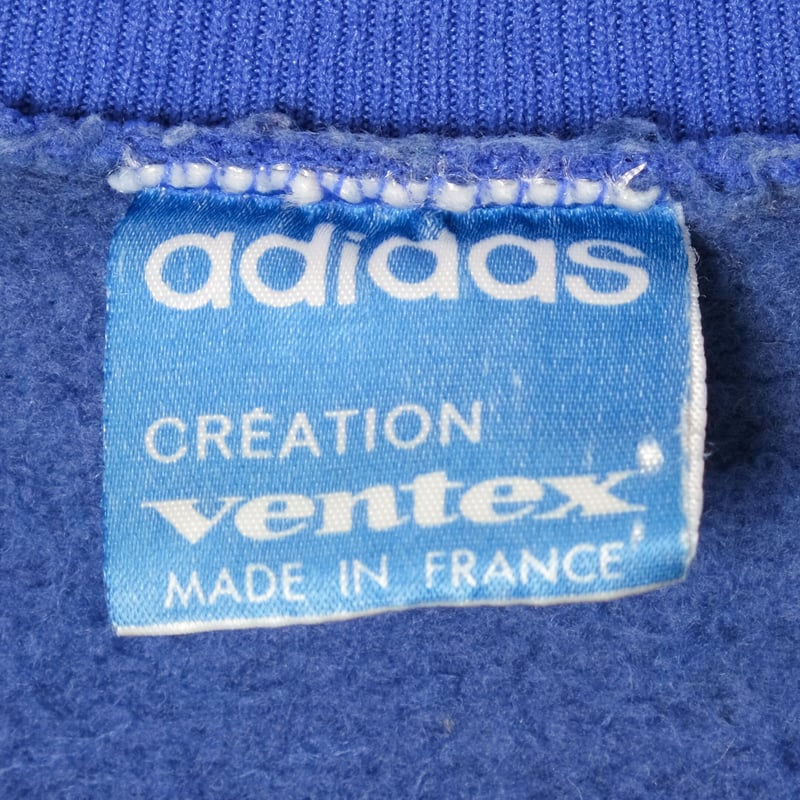 adidas
CRÉATION
ventex
MADE IN FRANCE